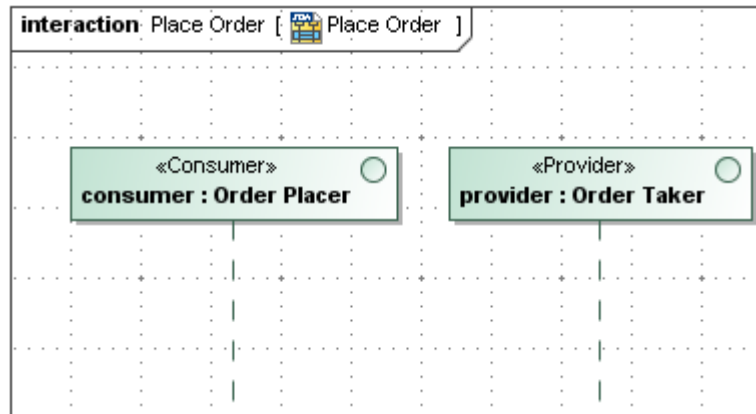 interaction Place Order [ Place Order ]
«Consumer»
consumer : Order Placer
«Provider»
provider : Order Taker